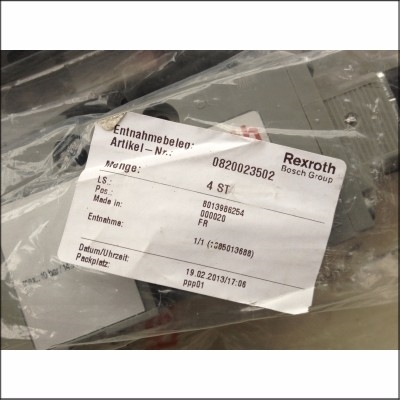 Entnahmebeleg:
Artikel-Nr.: 0820023502
Rexroth
Bosch Group
Menge: 4 ST
LS
Pos.: 8013986254
Made in: 000020
Entnahme: FR
1/1
Datum/Uhrzeit: 19.02.2013/17:06
Packplatz: ppp01